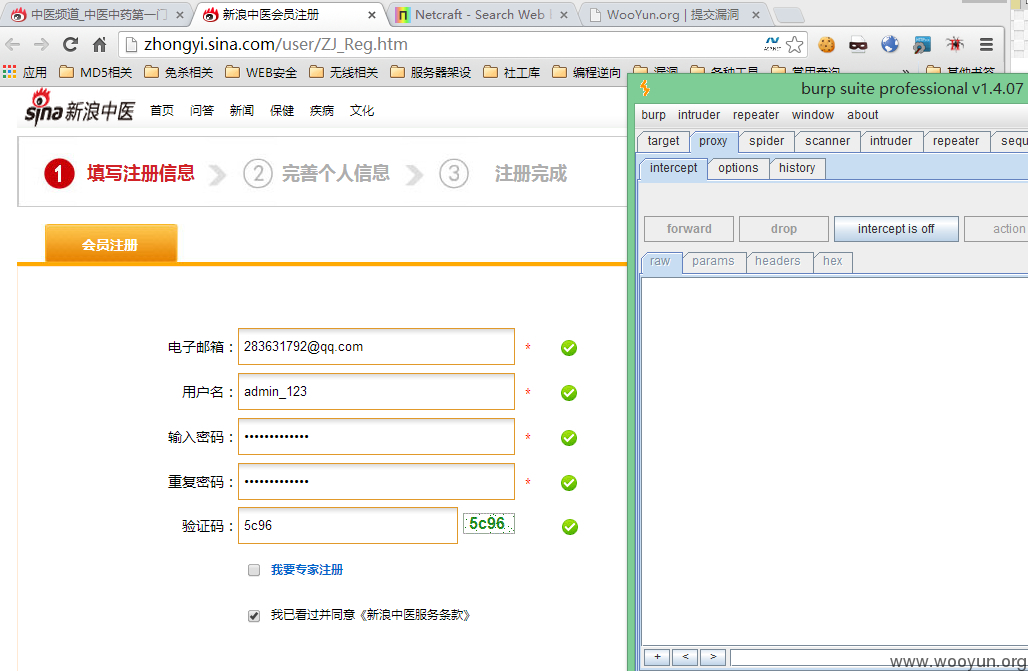 中医频道_中医中药第一门
新浪中医会员注册
Netcraft - Search Web
WooYun.org | 提交漏洞
zhongyi.sina.com/user/ZJ_Reg.htm
应用 MD5相关 免杀相关 WEB安全 无线相关 服务器架设 社工库 编程逆向 漏洞 各种工具 常用查询 » 其他书签
sina新浪中医 首页 问答 新闻 保健 疾病 文化
1 填写注册信息 2 完善个人信息 3 注册完成
会员注册
电子邮箱： 283631792@qq.com *
用户名： admin_123 *
输入密码： ••••••••••••• *
重复密码： ••••••••••••• *
验证码： 5c96 5c96
我要专家注册
我已看过并同意《新浪中医服务条款》
burp suite professional v1.4.07
burp intruder repeater window about
target proxy spider scanner intruder repeater sequ
intercept options history
forward drop intercept is off action
raw params headers hex
+ < >
www.wooyun.org